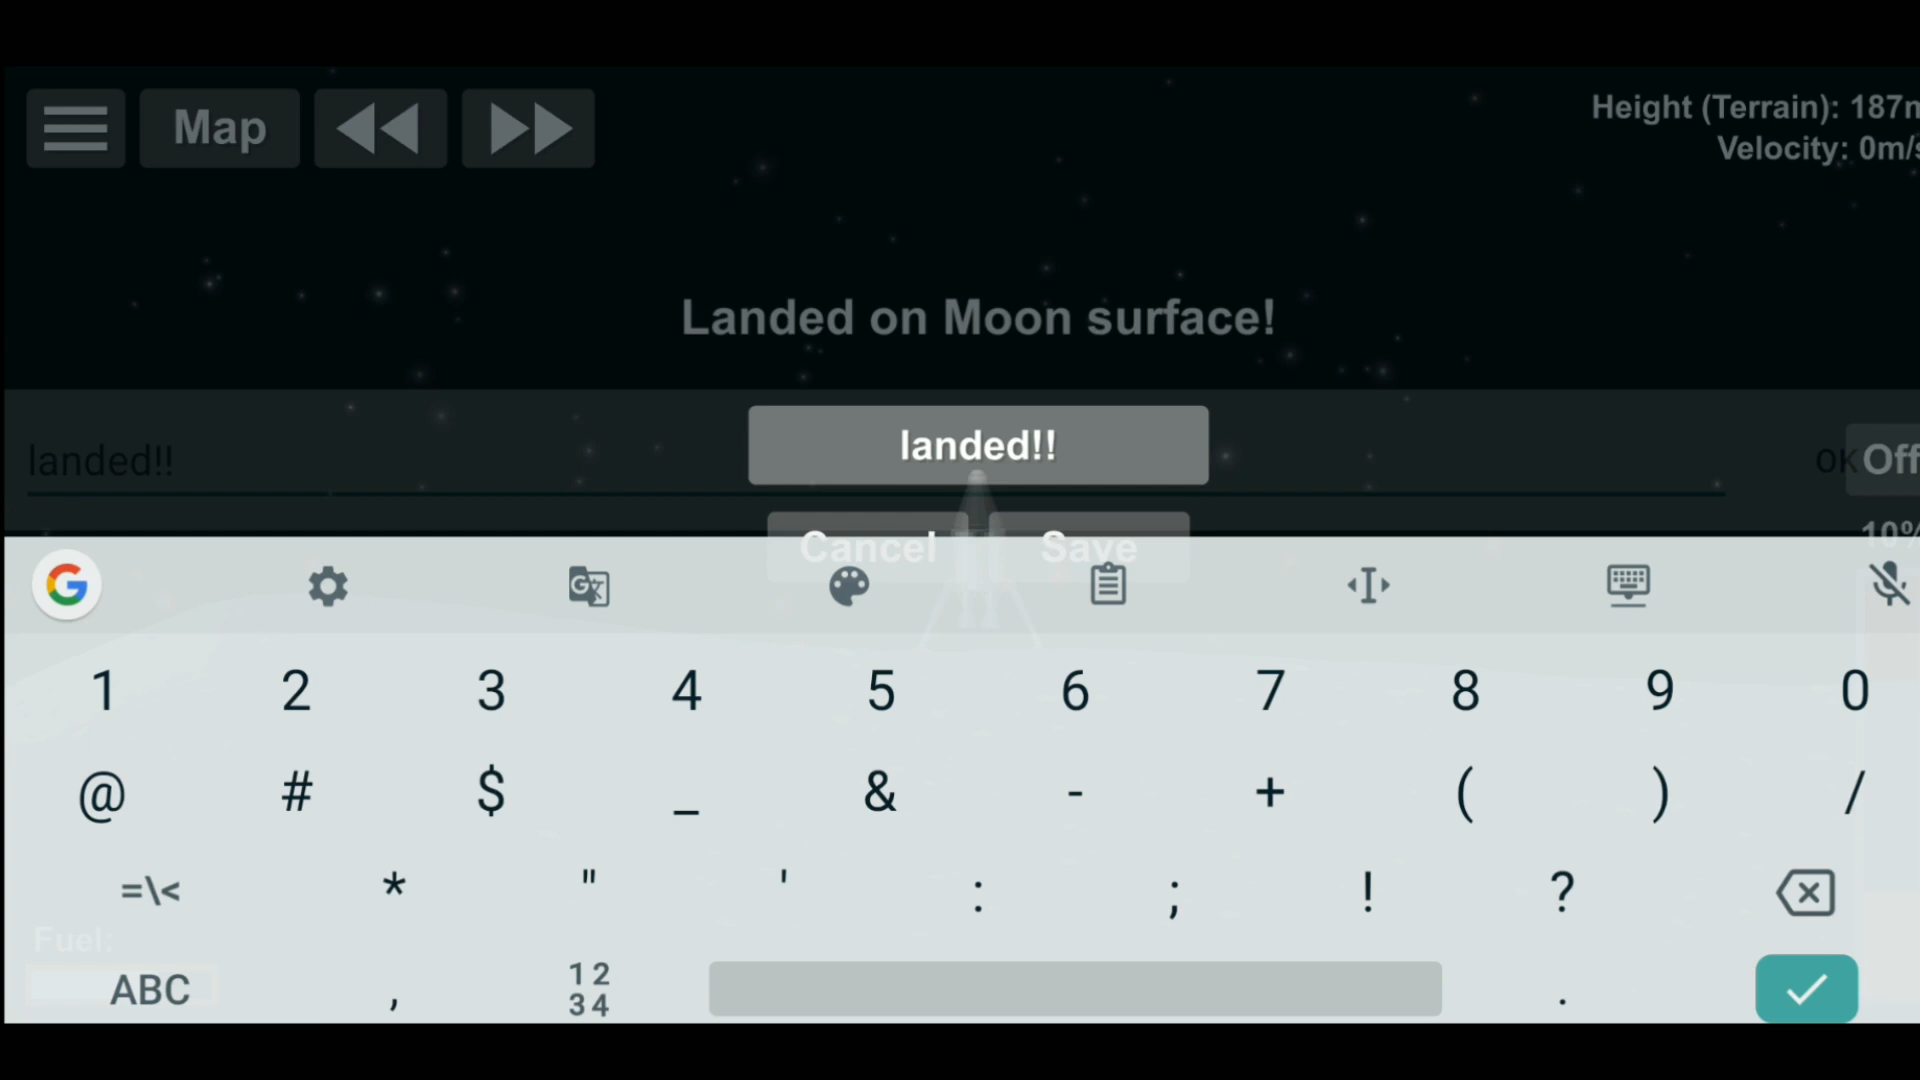 Map
Height (Terrain): 187m
Velocity: 0m/s
Landed on Moon surface!
landed!!
landed!!
OK
Off
Cancel Save
10%
1 2 3 4 5 6 7 8 9 0
@ # $ _ & - + ( ) /
=\< * " ' : ; ! ?
Fuel:
ABC , 12 34 .